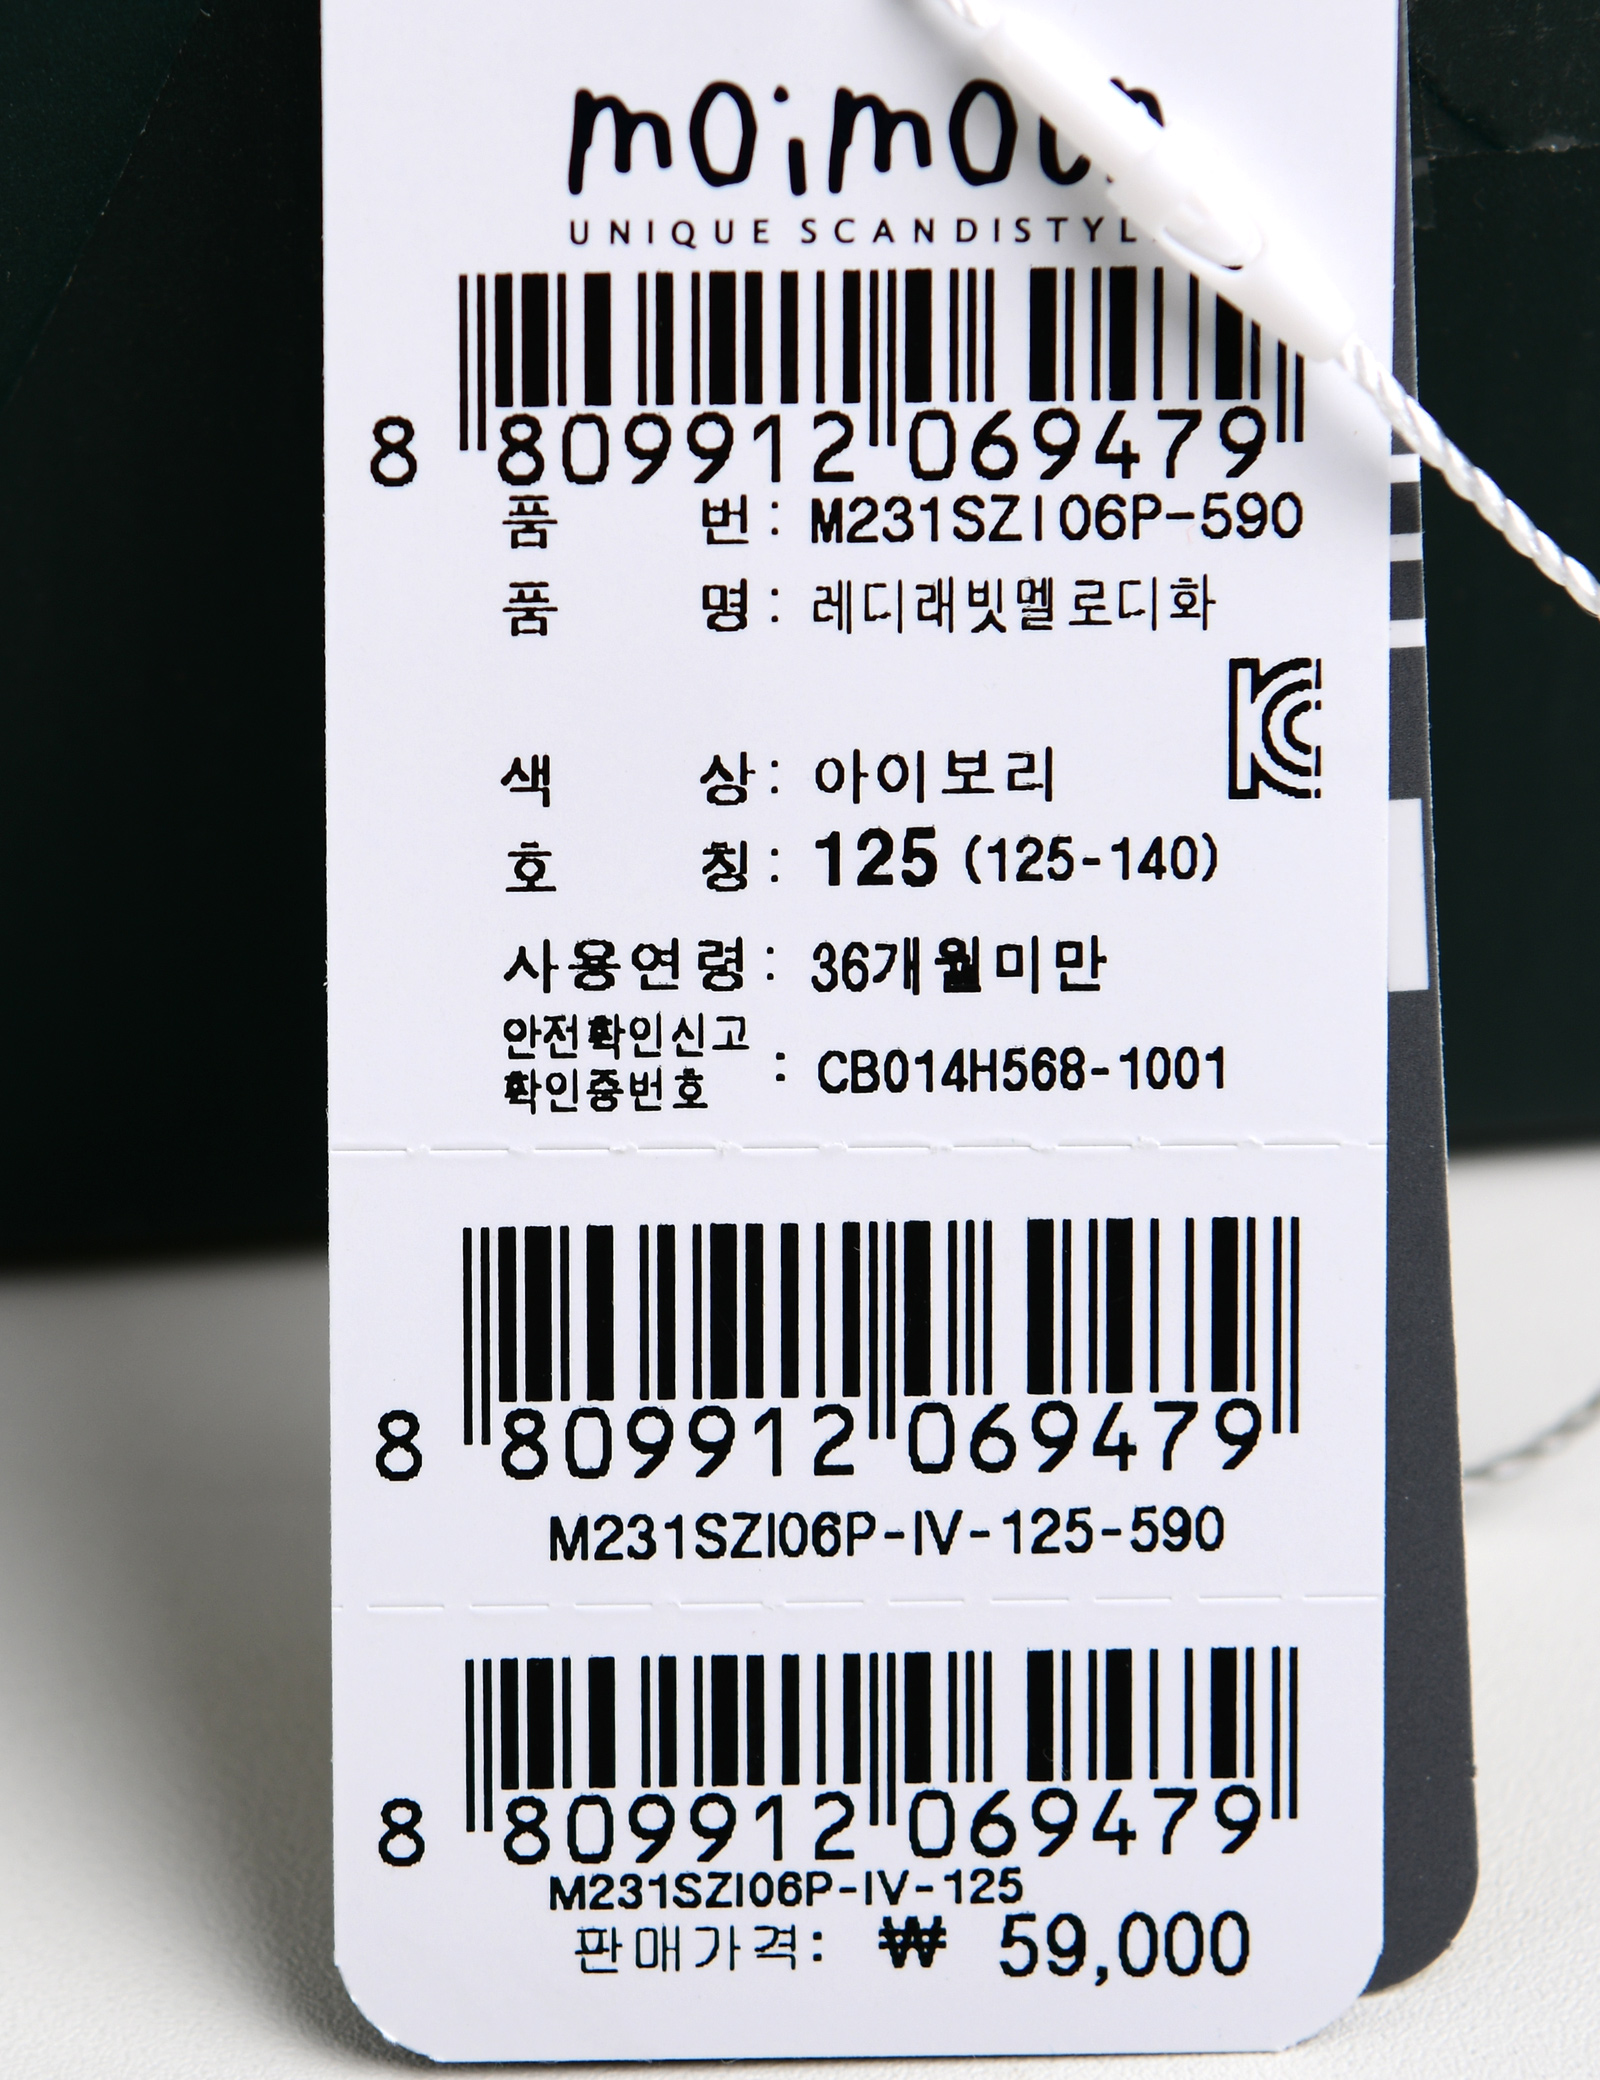 UNIQUE SCANDISTYL
8 809912 069479
품 번: M231SZI06P-590
품 명: 레디래빗멜로디화
색 상: 아이보리
호 칭: 125 (125-140)
사용연령: 36개월미만
안전확인신고
확인증번호 : CB014H568-1001
8 809912 069479
M231SZI06P-IV-125-590
8 809912 069479
M231SZI06P-IV-125
판매가격: ₩ 59,000